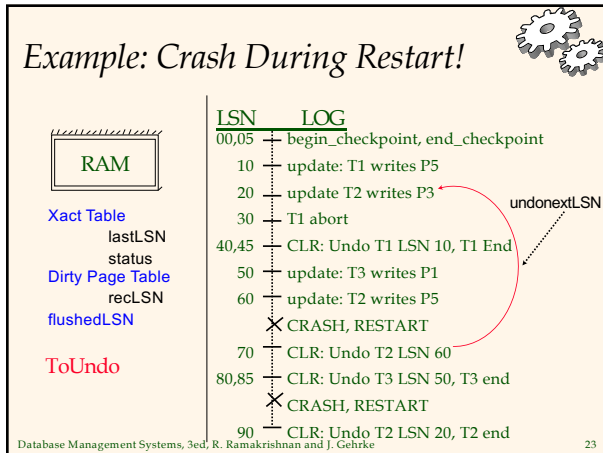 Example: Crash During Restart!
RAM
Xact Table
lastLSN
status
Dirty Page Table
recLSN
flushedLSN
ToUndo
LSN LOG
00,05 begin_checkpoint, end_checkpoint
10 update: T1 writes P5
20 update T2 writes P3
30 T1 abort
40,45 CLR: Undo T1 LSN 10, T1 End
50 update: T3 writes P1
60 update: T2 writes P5
CRASH, RESTART
70 CLR: Undo T2 LSN 60
80,85 CLR: Undo T3 LSN 50, T3 end
CRASH, RESTART
90 CLR: Undo T2 LSN 20, T2 end
undonextLSN
Database Management Systems, 3ed, R. Ramakrishnan and J. Gehrke 23